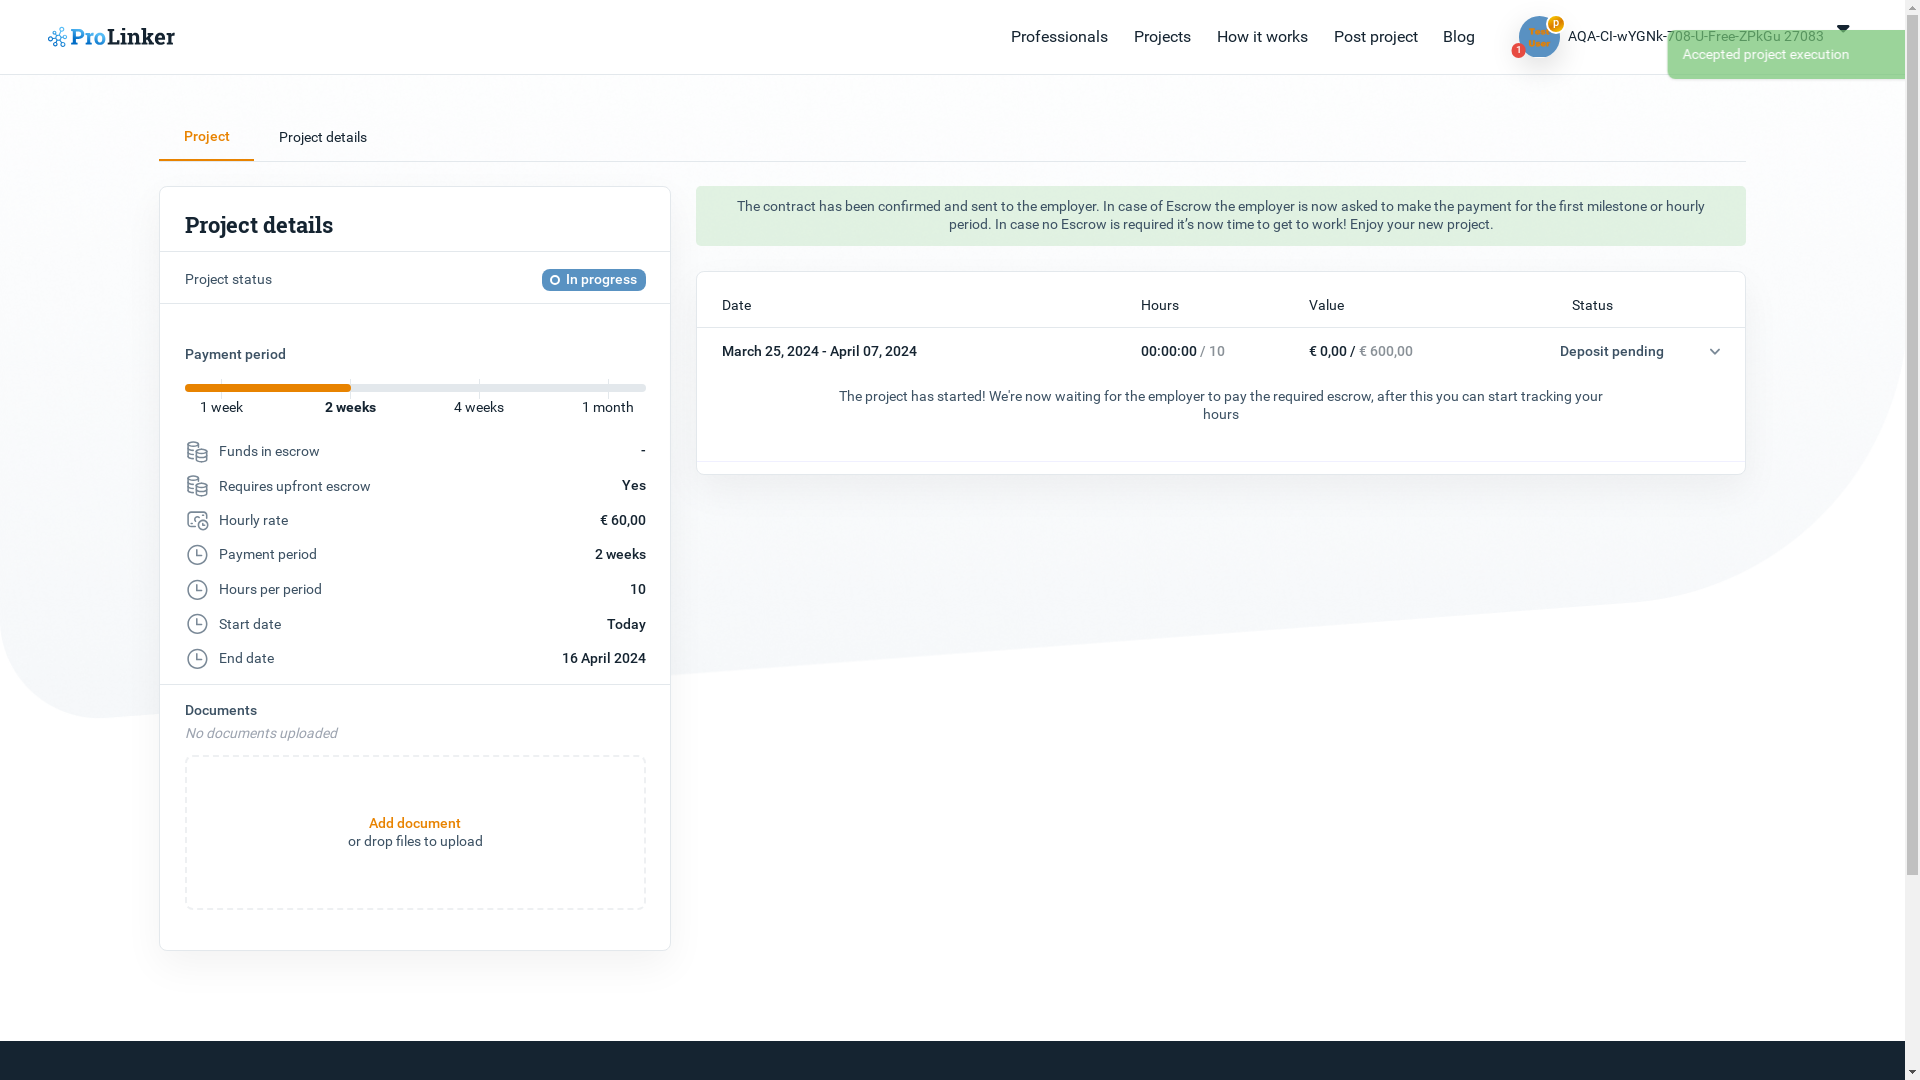 ProLinker
Professionals
Projects
How it works
Post project
Blog
Test
User
p
1
AQA-CI-wYGNk-708-U-Free-ZPkGu 27083
Accepted project execution
Project
Project details
Project details
Project status
In progress
Payment period
1 week
2 weeks
4 weeks
1 month
Funds in escrow
-
Requires upfront escrow
Yes
Hourly rate
€ 60,00
Payment period
2 weeks
Hours per period
10
Start date
Today
End date
16 April 2024
Documents
No documents uploaded
Add document
or drop files to upload
The contract has been confirmed and sent to the employer. In case of Escrow the employer is now asked to make the payment for the first milestone or hourly
period. In case no Escrow is required it’s now time to get to work! Enjoy your new project.
Date
Hours
Value
Status
March 25, 2024 - April 07, 2024
00:00:00 / 10
€ 0,00 / € 600,00
Deposit pending
The project has started! We're now waiting for the employer to pay the required escrow, after this you can start tracking your
hours